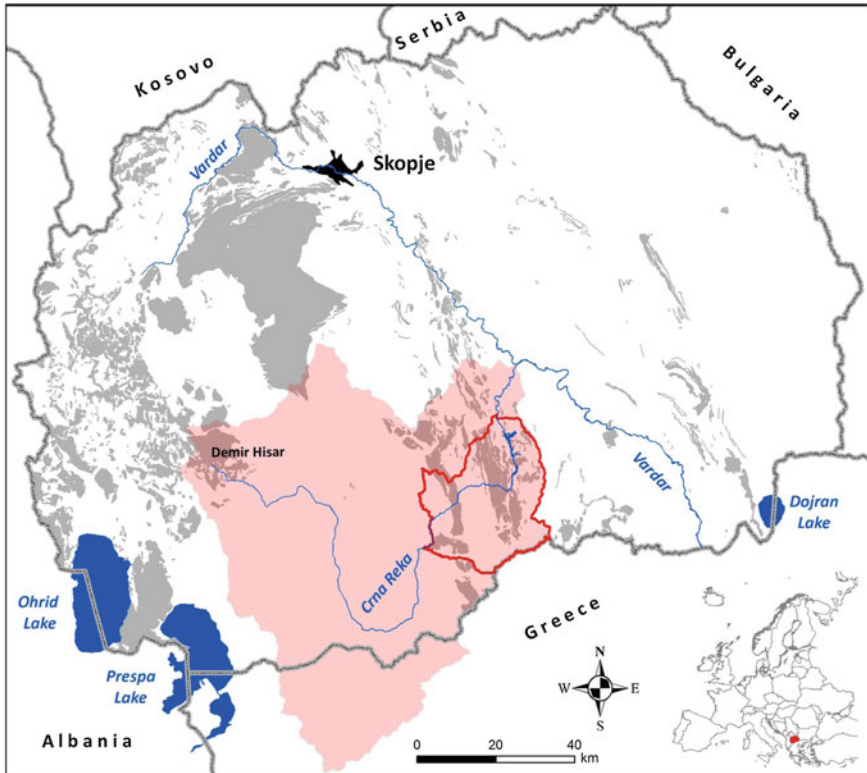 Serbia
Kosovo
Bulgaria
Vardar
Skopje
Demir Hisar
Vardar
Dojran
Lake
Crna Reka
Ohrid
Lake
Greece
Prespa
Lake
N
W E
S
Albania
0 20 40
km